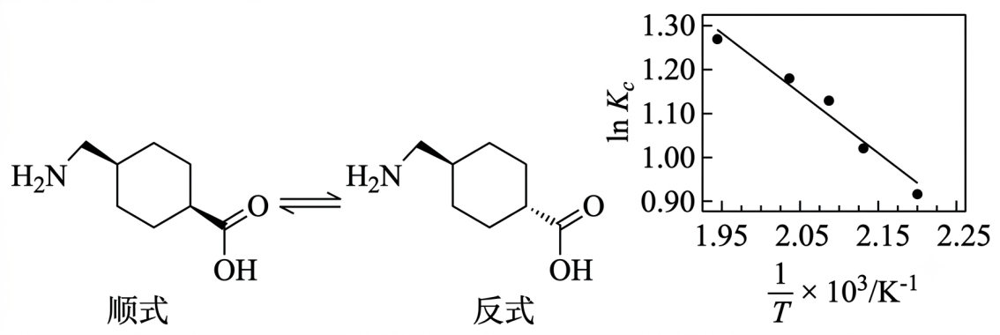 H₂N
O
OH
顺式
H₂N
O
OH
反式
ln K_c
1.30
1.20
1.10
1.00
0.90
1.95 2.05 2.15 2.25
1/T × 10³/K⁻¹